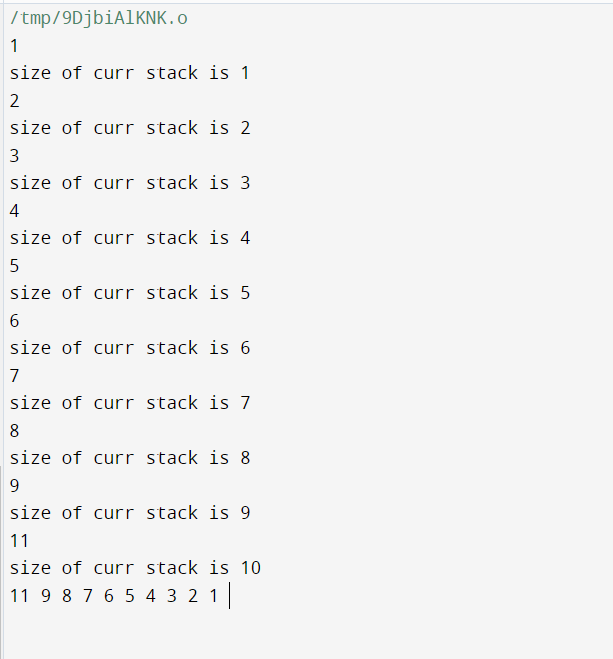 /tmp/9DjbiAlKNK.o
1
size of curr stack is 1
2
size of curr stack is 2
3
size of curr stack is 3
4
size of curr stack is 4
5
size of curr stack is 5
6
size of curr stack is 6
7
size of curr stack is 7
8
size of curr stack is 8
9
size of curr stack is 9
11
size of curr stack is 10
11 9 8 7 6 5 4 3 2 1